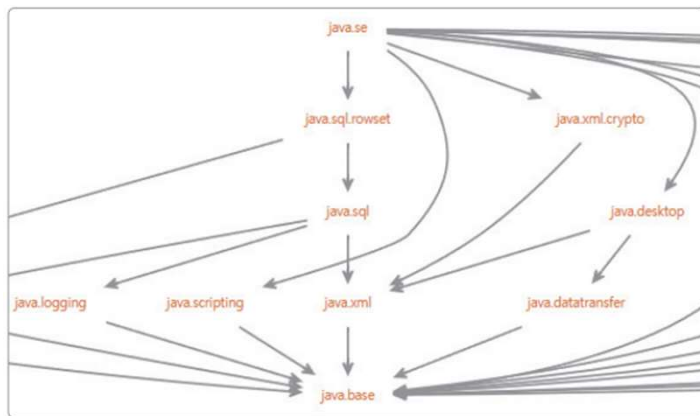 java.se
java.sql.rowset
java.xml.crypto
java.sql
java.desktop
java.logging
java.scripting
java.xml
java.datatransfer
java.base